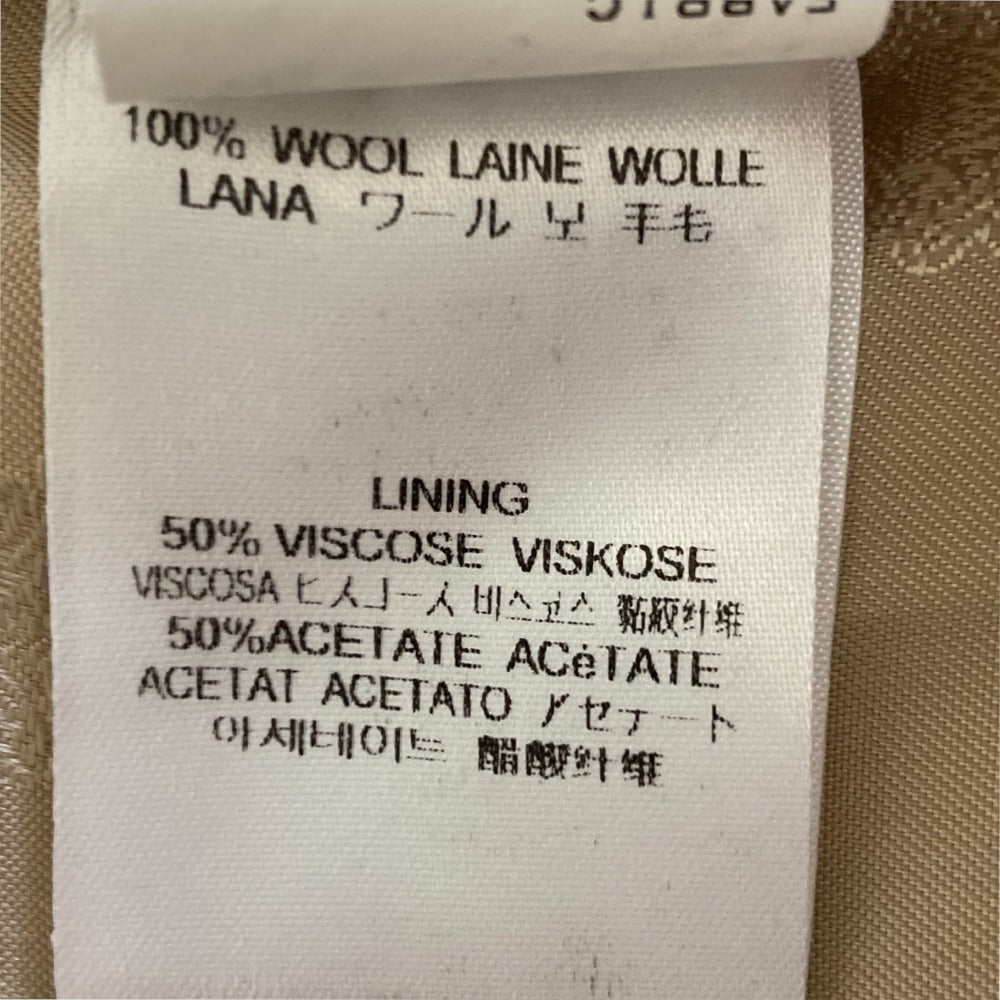 FABRIC
100% WOOL LAINE WOLLE
LANA ウール 모 羊毛
LINING
50% VISCOSE VISKOSE
VISCOSA ビスコース 비스코스 黏胶纤维
50%ACETATE ACéTATE
ACETAT ACETATO アセテート
아세테이트 醋酸纤维